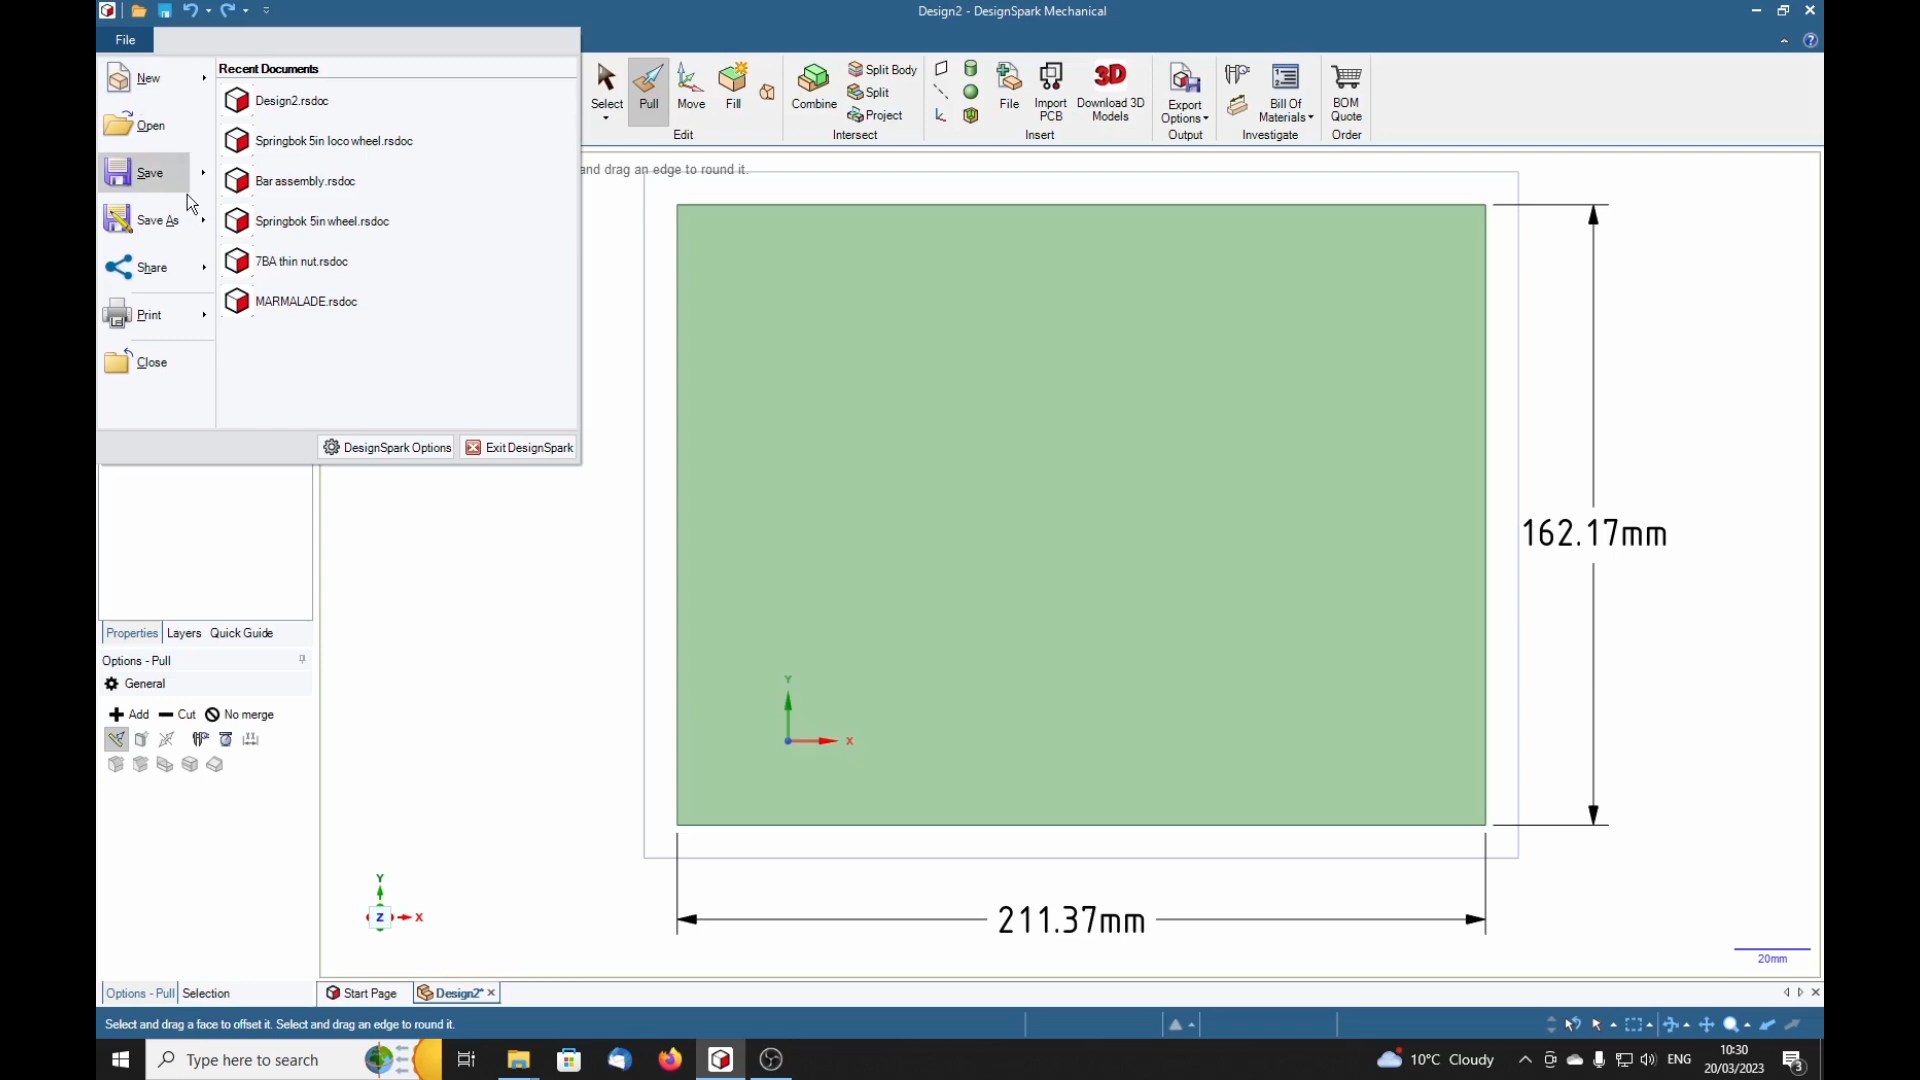 Design2 - DesignSpark Mechanical
File
New
Open
Save
Save As
Share
Print
Close
Recent Documents
Design2.rsdoc
Springbok 5in loco wheel.rsdoc
Bar assembly.rsdoc
Springbok 5in wheel.rsdoc
7BA thin nut.rsdoc
MARMALADE.rsdoc
DesignSpark Options
Exit DesignSpark
Select
Pull
Move
Fill
Edit
Combine
Split Body
Split
Project
Intersect
File
Import
PCB
3D
Download 3D
Models
Insert
Export
Options
Output
Bill Of
Materials
Investigate
BOM
Quote
Order
and drag an edge to round it.
162.17mm
211.37mm
Y
X
Y
Z
X
20mm
Properties
Layers
Quick Guide
Options - Pull
General
Add
Cut
No merge
Options - Pull
Selection
Start Page
Design2*
Select and drag a face to offset it. Select and drag an edge to round it.
Type here to search
10°C Cloudy
ENG
10:30
20/03/2023
3